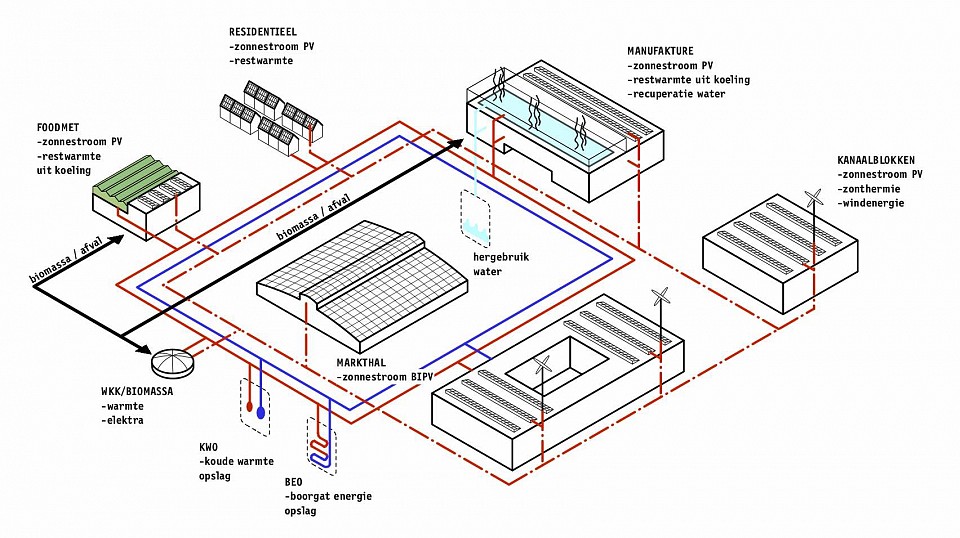 RESIDENTIEEL
-zonnestroom PV
-restwarmte
MANUFAKTURE
-zonnestroom PV
-restwarmte uit koeling
-recuperatie water
FOODMET
-zonnestroom PV
-restwarmte
uit koeling
KANAALBLOKKEN
-zonnestroom PV
-zonthermie
-windenergie
biomassa / afval
biomassa / afval
hergebruik
water
MARKTHAL
-zonnestroom BIPV
WKK/BIOMASSA
-warmte
-elektra
KWO
-koude warmte
opslag
BEO
-boorgat energie
opslag